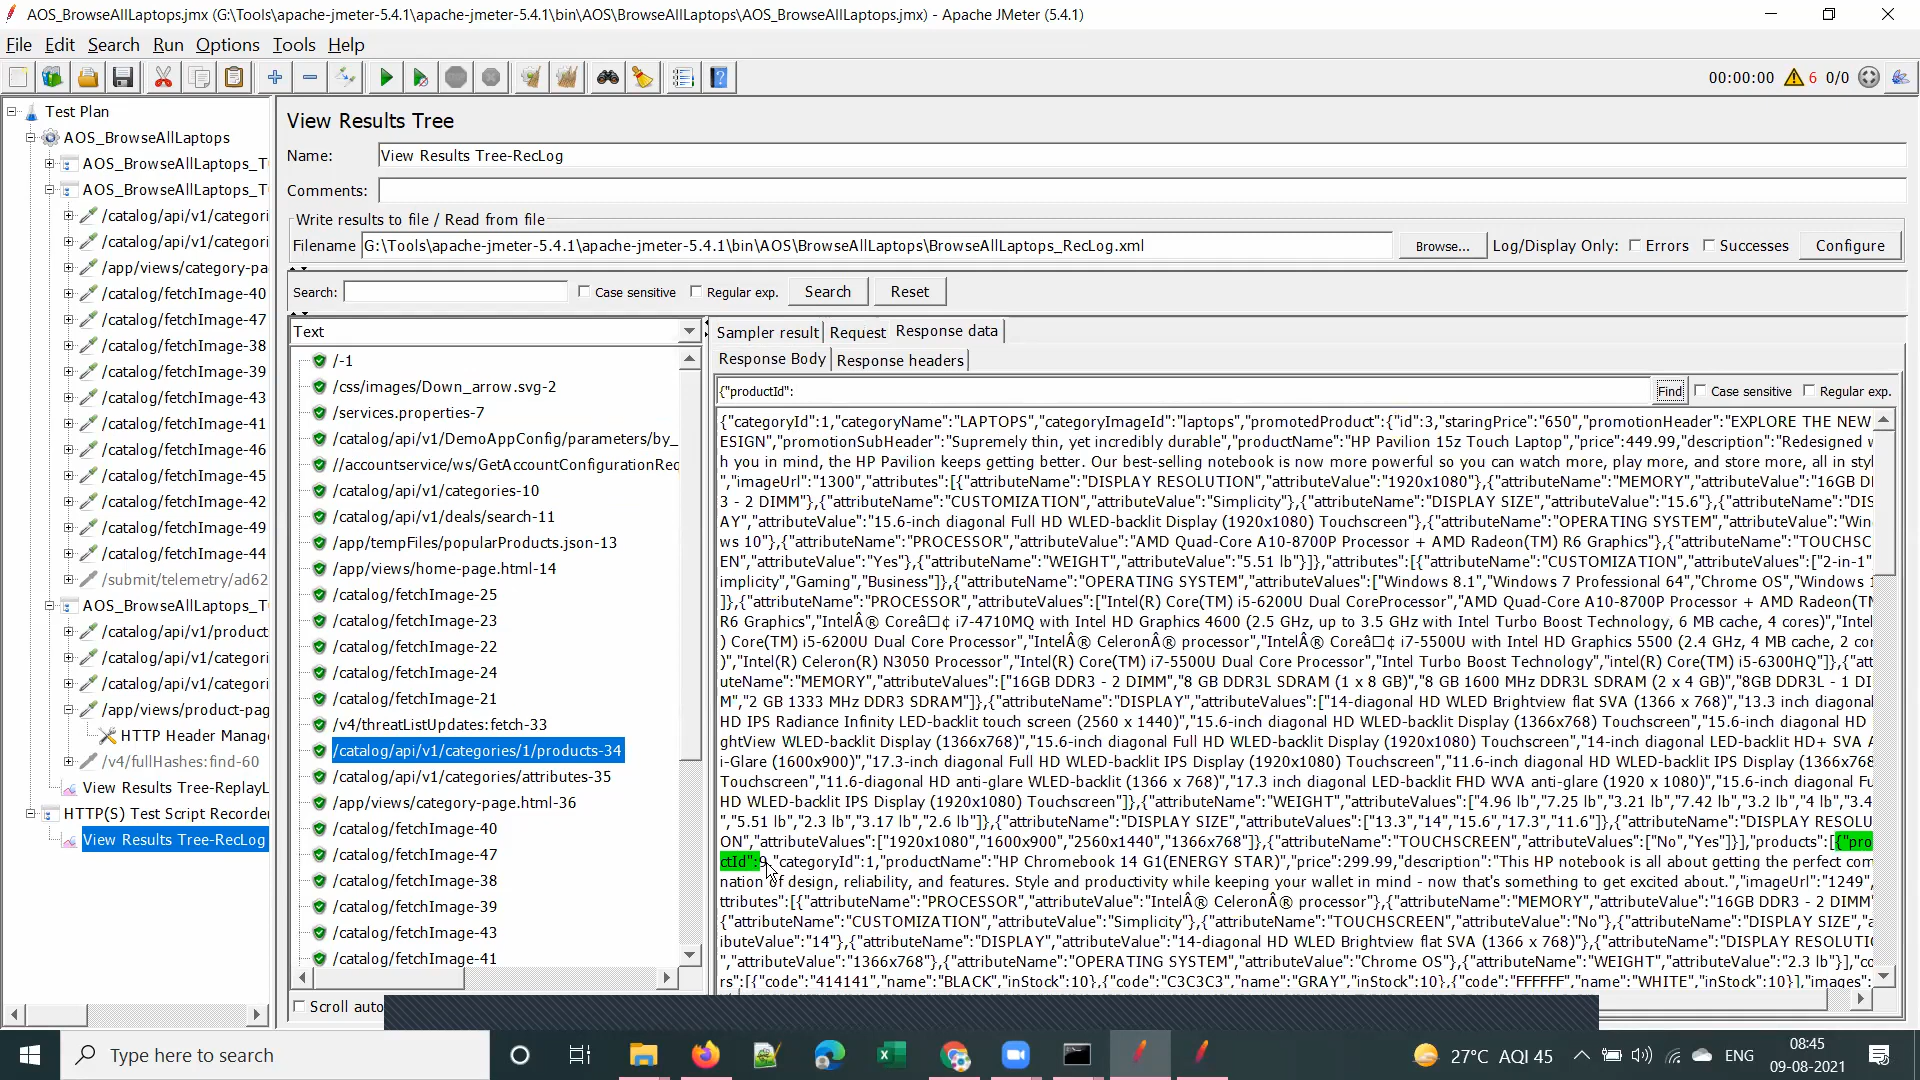 AOS_BrowseAllLaptops.jmx (G:\Tools\apache-jmeter-5.4.1\apache-jmeter-5.4.1\bin\AOS\BrowseAllLaptops\AOS_BrowseAllLaptops.jmx) - Apache JMeter (5.4.1)
File Edit Search Run Options Tools Help
00:00:00 6 0/0
Test Plan
AOS_BrowseAllLaptops
AOS_BrowseAllLaptops_T
AOS_BrowseAllLaptops_T
/catalog/api/v1/categori
/catalog/api/v1/categori
/app/views/category-pa
/catalog/fetchImage-40
/catalog/fetchImage-47
/catalog/fetchImage-38
/catalog/fetchImage-39
/catalog/fetchImage-43
/catalog/fetchImage-41
/catalog/fetchImage-46
/catalog/fetchImage-45
/catalog/fetchImage-42
/catalog/fetchImage-49
/catalog/fetchImage-44
/submit/telemetry/ad62
AOS_BrowseAllLaptops_T
/catalog/api/v1/product
/catalog/api/v1/categori
/catalog/api/v1/categori
/app/views/product-pag
HTTP Header Manage
/v4/fullHashes:find-60
View Results Tree-ReplayL
HTTP(S) Test Script Recorder
View Results Tree-RecLog
View Results Tree
Name: View Results Tree-RecLog
Comments:
Write results to file / Read from file
Filename G:\Tools\apache-jmeter-5.4.1\apache-jmeter-5.4.1\bin\AOS\BrowseAllLaptops\BrowseAllLaptops_RecLog.xml Browse... Log/Display Only: Errors Successes Configure
Search: Case sensitive Regular exp. Search Reset
Text
/-1
/css/images/Down_arrow.svg-2
/services.properties-7
/catalog/api/v1/DemoAppConfig/parameters/by_
//accountservice/ws/GetAccountConfigurationReq
/catalog/api/v1/categories-10
/catalog/api/v1/deals/search-11
/app/tempFiles/popularProducts.json-13
/app/views/home-page.html-14
/catalog/fetchImage-25
/catalog/fetchImage-23
/catalog/fetchImage-22
/catalog/fetchImage-24
/catalog/fetchImage-21
/v4/threatListUpdates:fetch-33
/catalog/api/v1/categories/1/products-34
/catalog/api/v1/categories/attributes-35
/app/views/category-page.html-36
/catalog/fetchImage-40
/catalog/fetchImage-47
/catalog/fetchImage-38
/catalog/fetchImage-39
/catalog/fetchImage-43
/catalog/fetchImage-41
Scroll auto
Sampler result Request Response data
Response Body Response headers
{"productId": Find Case sensitive Regular exp.
{"categoryId":1,"categoryName":"LAPTOPS","categoryImageId":"laptops","promotedProduct":{"id":3,"staringPrice":"650","promotionHeader":"EXPLORE THE NEW
ESIGN","promotionSubHeader":"Supremely thin, yet incredibly durable","productName":"HP Pavilion 15z Touch Laptop","price":449.99,"description":"Redesigned w
h you in mind, the HP Pavilion keeps getting better. Our best-selling notebook is now more powerful so you can watch more, play more, and store more, all in styl
","imageUrl":"1300","attributes":[{"attributeName":"DISPLAY RESOLUTION","attributeValue":"1920x1080"},{"attributeName":"MEMORY","attributeValue":"16GB DD
3 - 2 DIMM"},{"attributeName":"CUSTOMIZATION","attributeValue":"Simplicity"},{"attributeName":"DISPLAY SIZE","attributeValue":"15.6"},{"attributeName":"DIS
AY","attributeValue":"15.6-inch diagonal Full HD WLED-backlit Display (1920x1080) Touchscreen"},{"attributeName":"OPERATING SYSTEM","attributeValue":"Win
ws 10"},{"attributeName":"PROCESSOR","attributeValue":"AMD Quad-Core A10-8700P Processor + AMD Radeon(TM) R6 Graphics"},{"attributeName":"TOUCHSC
EN","attributeValue":"Yes"},{"attributeName":"WEIGHT","attributeValue":"5.51 lb"}]},"attributes":[{"attributeName":"CUSTOMIZATION","attributeValues":["2-in-1"
implicity","Gaming","Business"]},{"attributeName":"OPERATING SYSTEM","attributeValues":["Windows 8.1","Windows 7 Professional 64","Chrome OS","Windows 1
]},{"attributeName":"PROCESSOR","attributeValues":["Intel(R) Core(TM) i5-6200U Dual CoreProcessor","AMD Quad-Core A10-8700P Processor + AMD Radeon(TM
R6 Graphics","IntelÂ® Coreâ□¢ i7-4710MQ with Intel HD Graphics 4600 (2.5 GHz, up to 3.5 GHz with Intel Turbo Boost Technology, 6 MB cache, 4 cores)","Intel
) Core(TM) i5-6200U Dual Core Processor","IntelÂ® CeleronÂ® processor","IntelÂ® Coreâ□¢ i7-5500U with Intel HD Graphics 5500 (2.4 GHz, 4 MB cache, 2 cor
)","Intel(R) Celeron(R) N3050 Processor","Intel(R) Core(TM) i7-5500U Dual Core Processor","Intel Turbo Boost Technology","intel(R) Core(TM) i5-6300HQ"]},{"att
uteName":"MEMORY","attributeValues":["16GB DDR3 - 2 DIMM","8 GB DDR3L SDRAM (1 x 8 GB)","8 GB 1600 MHz DDR3L SDRAM (2 x 4 GB)","8GB DDR3L - 1 DI
M","2 GB 1333 MHz DDR3 SDRAM"]},{"attributeName":"DISPLAY","attributeValues":["14-diagonal HD WLED Brightview flat SVA (1366 x 768)","13.3 inch diagonal
HD IPS Radiance Infinity LED-backlit touch screen (2560 x 1440)","15.6-inch diagonal HD WLED-backlit Display (1366x768) Touchscreen","15.6-inch diagonal HD
ghtView WLED-backlit Display (1366x768)","15.6-inch diagonal Full HD WLED-backlit Display (1920x1080) Touchscreen","14-inch diagonal LED-backlit HD+ SVA A
i-Glare (1600x900)","17.3-inch diagonal Full HD WLED-backlit IPS Display (1920x1080) Touchscreen","11.6-inch diagonal HD WLED-backlit IPS Display (1366x768
Touchscreen","11.6-diagonal HD anti-glare WLED-backlit (1366 x 768)","17.3 inch diagonal LED-backlit FHD WVA anti-glare (1920 x 1080)","15.6-inch diagonal Fu
HD WLED-backlit IPS Display (1920x1080) Touchscreen"]},{"attributeName":"WEIGHT","attributeValues":["4.96 lb","7.25 lb","3.21 lb","7.42 lb","3.2 lb","4 lb","3.4
","5.51 lb","2.3 lb","3.17 lb","2.6 lb"]},{"attributeName":"DISPLAY SIZE","attributeValues":["13.3","14","15.6","17.3","11.6"]},{"attributeName":"DISPLAY RESOLU
ON","attributeValues":["1920x1080","1600x900","2560x1440","1366x768"]},{"attributeName":"TOUCHSCREEN","attributeValues":["No","Yes"]}],"products":[{"pro
ctId":9,"categoryId":1,"productName":"HP Chromebook 14 G1(ENERGY STAR)","price":299.99,"description":"This HP notebook is all about getting the perfect com
nation of design, reliability, and features. Style and productivity while keeping your wallet in mind - now that's something to get excited about.","imageUrl":"1249",
ttributes":[{"attributeName":"PROCESSOR","attributeValue":"IntelÂ® CeleronÂ® processor"},{"attributeName":"MEMORY","attributeValue":"16GB DDR3 - 2 DIMM"
{"attributeName":"CUSTOMIZATION","attributeValue":"Simplicity"},{"attributeName":"TOUCHSCREEN","attributeValue":"No"},{"attributeName":"DISPLAY SIZE","a
ibuteValue":"14"},{"attributeName":"DISPLAY","attributeValue":"14-diagonal HD WLED Brightview flat SVA (1366 x 768)"},{"attributeName":"DISPLAY RESOLUTI
","attributeValue":"1366x768"},{"attributeName":"OPERATING SYSTEM","attributeValue":"Chrome OS"},{"attributeName":"WEIGHT","attributeValue":"2.3 lb"}],"co
rs":[{"code":"414141","name":"BLACK","inStock":10},{"code":"C3C3C3","name":"GRAY","inStock":10},{"code":"FFFFFF","name":"WHITE","inStock":10}],"images":
Type here to search
27°C AQI 45 ENG 08:45
09-08-2021